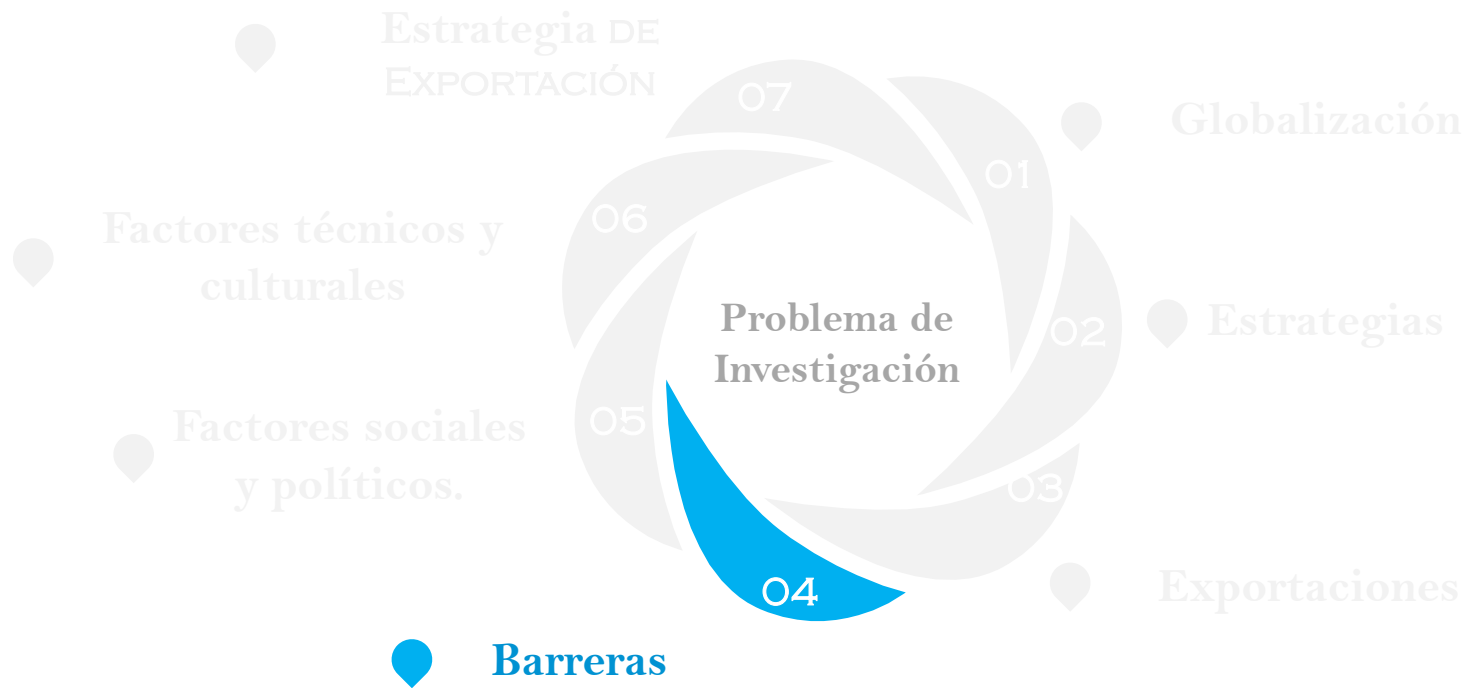 Estrategia DE
EXPORTACIÓN
07
Globalización
01
06
Factores técnicos y
culturales
Problema de
Investigación
02
Estrategias
05
Factores sociales
y políticos.
03
Exportaciones
04
Barreras